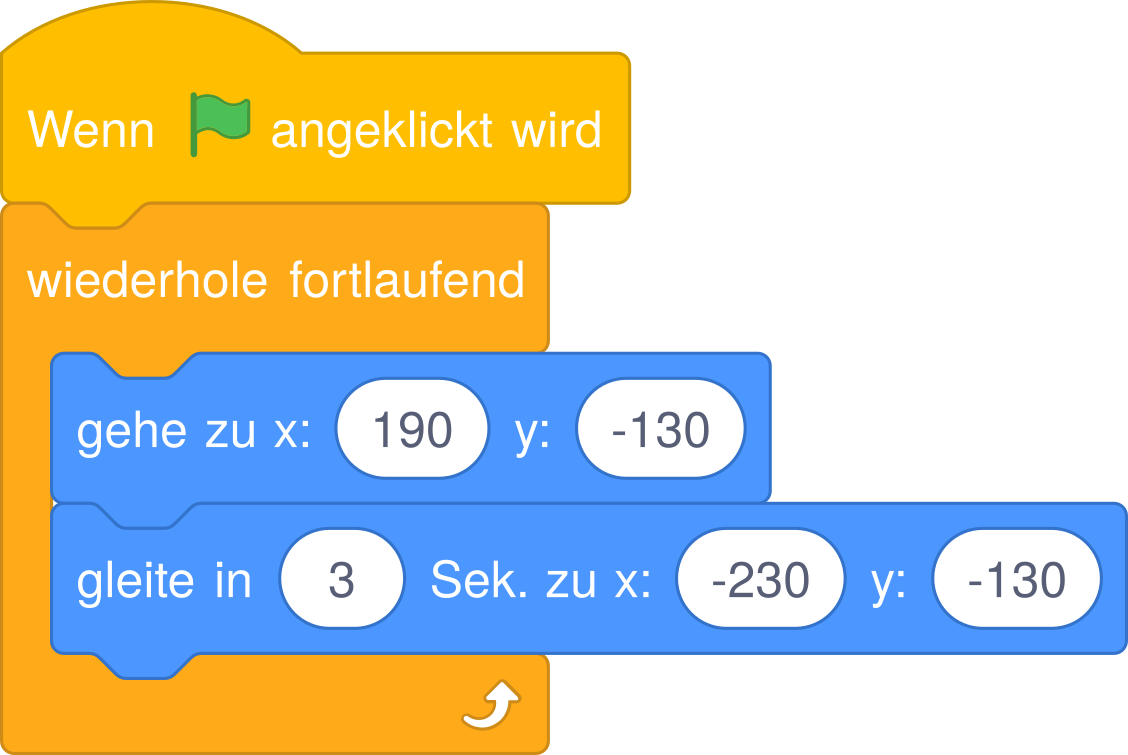 Wenn angeklickt wird
wiederhole fortlaufend
gehe zu x: 190 y: -130
gleite in 3 Sek. zu x: -230 y: -130